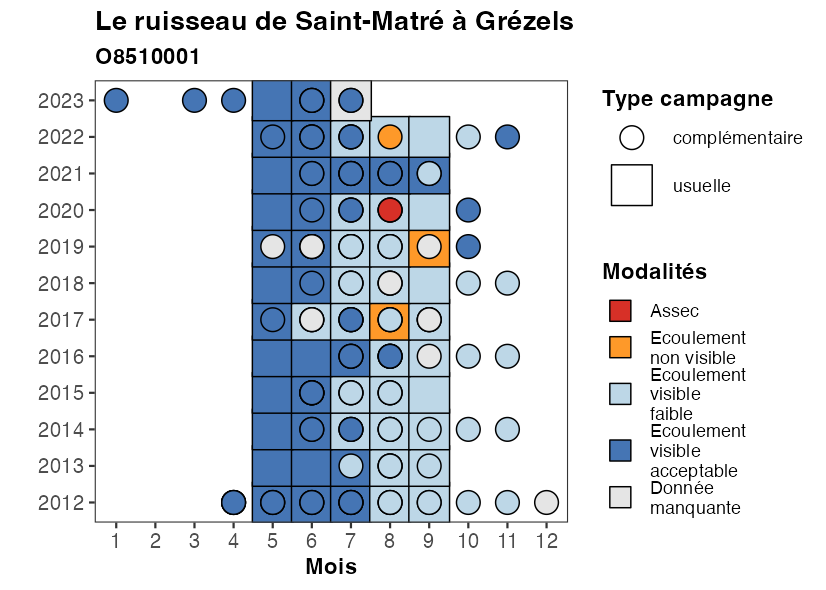 Le ruisseau de Saint-Matré à Grézels
O8510001
2023
2022
2021
2020
2019
2018
2017
2016
2015
2014
2013
2012
1 2 3 4 5 6 7 8 9 10 11 12
Mois
Type campagne
complémentaire
usuelle
Modalités
Assec
Ecoulement
non visible
Ecoulement
visible
faible
Ecoulement
visible
acceptable
Donnée
manquante